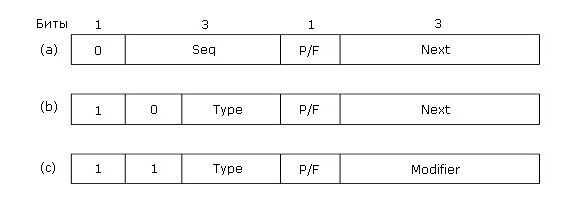 Биты 1 3 1 3
(a) 0 Seq P/F Next
(b) 1 0 Type P/F Next
(c) 1 1 Type P/F Modifier